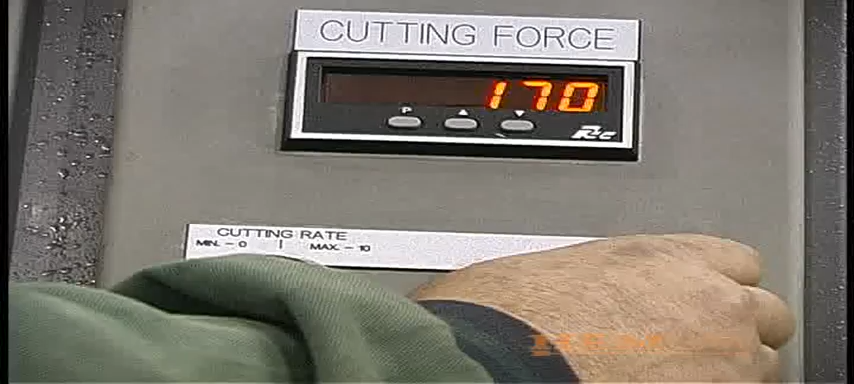 CUTTING FORCE
170
P
CUTTING RATE
MIN. - 0 | MAX. - 10